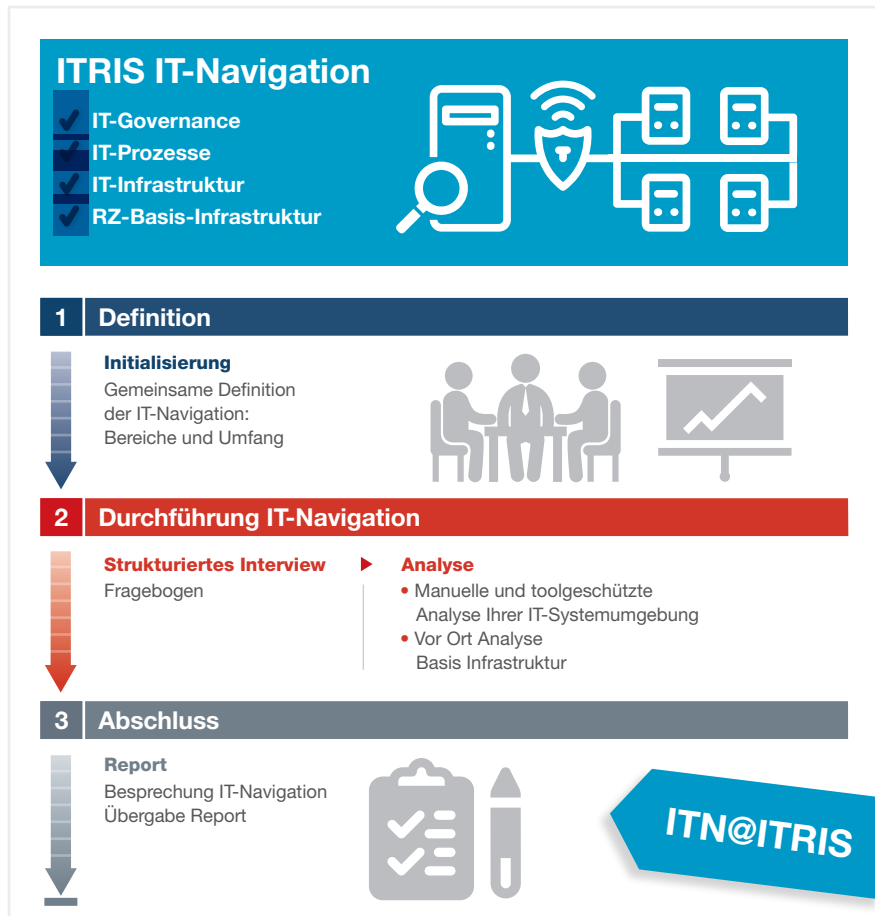 ITRIS IT-Navigation
IT-Governance
IT-Prozesse
IT-Infrastruktur
RZ-Basis-Infrastruktur
1 Definition
Initialisierung
Gemeinsame Definition
der IT-Navigation:
Bereiche und Umfang
2 Durchführung IT-Navigation
Strukturiertes Interview
Fragebogen
Analyse
• Manuelle und toolgeschützte
Analyse Ihrer IT-Systemumgebung
• Vor Ort Analyse
Basis Infrastruktur
3 Abschluss
Report
Besprechung IT-Navigation
Übergabe Report
ITN@ITRIS